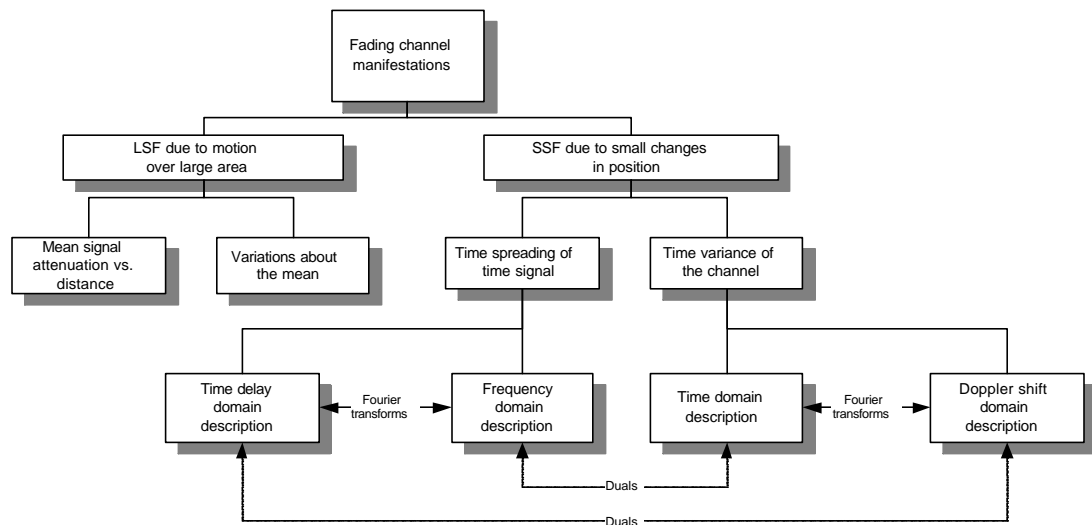 Fading channel
manifestations
LSF due to motion
over large area
SSF due to small changes
in position
Mean signal
attenuation vs.
distance
Variations about
the mean
Time spreading of
time signal
Time variance of
the channel
Time delay
domain
description
Fourier
transforms
Frequency
domain
description
Time domain
description
Fourier
transforms
Doppler shift
domain
description
Duals
Duals